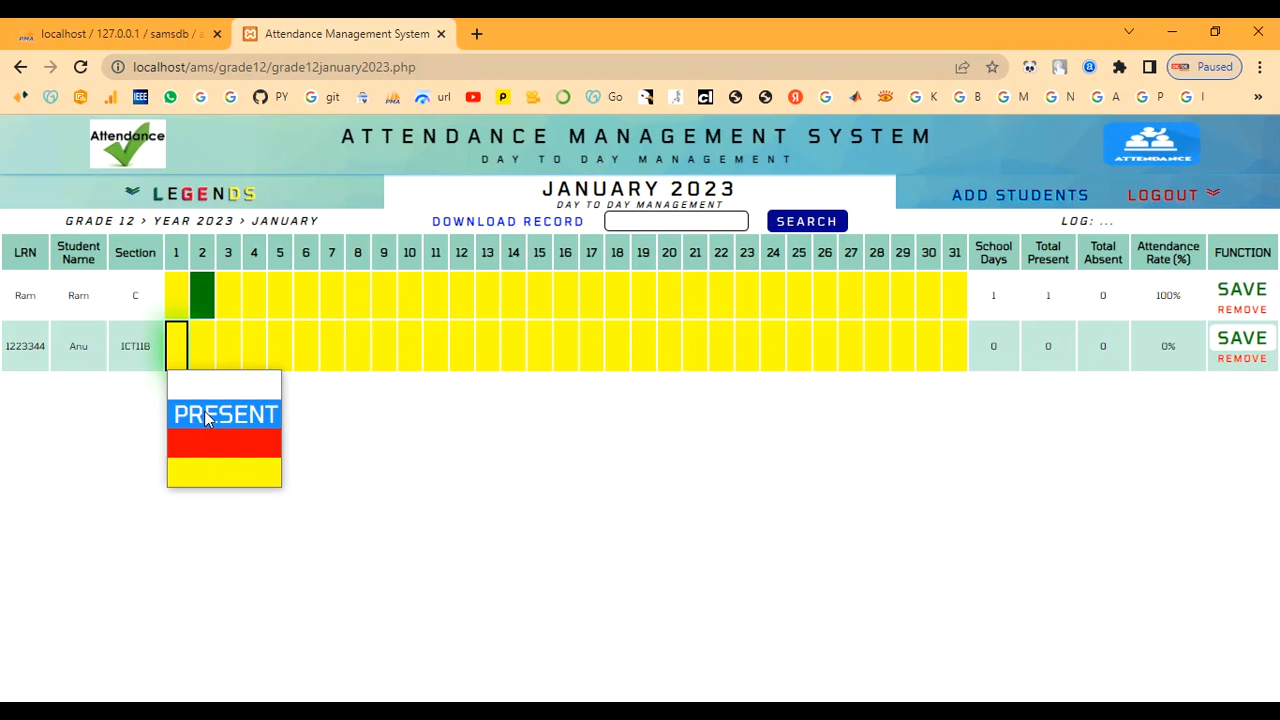 localhost / 127.0.0.1 / samsdb / a
Attendance Management System
localhost/ams/grade12/grade12january2023.php
Paused
IEEE
PY
git
PMA
url
Go
K
B
M
N
A
P
I
Attendance
ATTENDANCE MANAGEMENT SYSTEM
DAY TO DAY MANAGEMENT
ATTENDANCE
LEGENDS
JANUARY 2023
DAY TO DAY MANAGEMENT
ADD STUDENTS
LOGOUT
GRADE 12 > YEAR 2023 > JANUARY
DOWNLOAD RECORD
SEARCH
LOG: ...
LRN Student Name Section 1 2 3 4 5 6 7 8 9 10 11 12 13 14 15 16 17 18 19 20 21 22 23 24 25 26 27 28 29 30 31 School Days Total Present Total Absent Attendance Rate (%) FUNCTION
Ram Ram C 1 1 0 100% SAVE
REMOVE
1223344 Anu ICT11B 0 0 0 0% SAVE
REMOVE
PRESENT